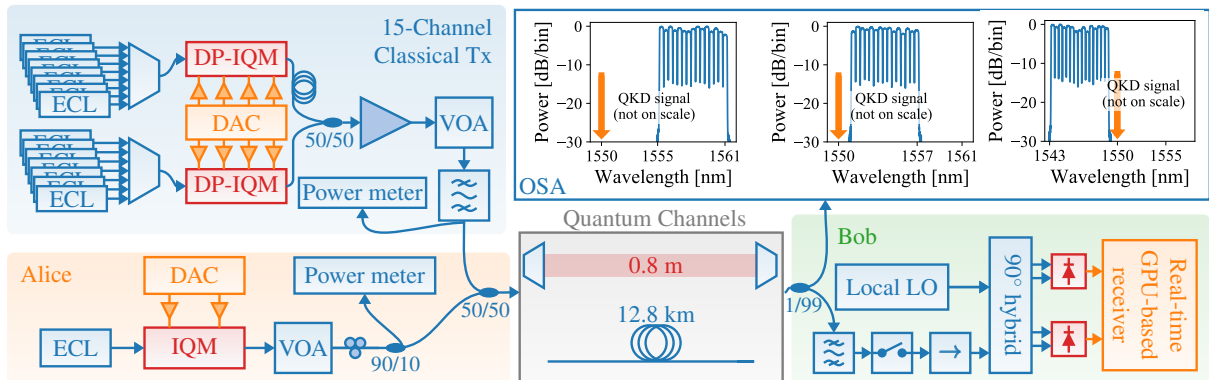 15-Channel
Classical Tx
ECL
ECL
ECL
DP-IQM
DAC
DP-IQM
50/50
VOA
Power meter
ECL
ECL
ECL
Power [dB/bin]
0
−10
−20
−30
QKD signal
(not on scale)
1550
1555
1561
Wavelength [nm]
Power [dB/bin]
0
−10
−20
−30
QKD signal
(not on scale)
1550
1557
1561
Wavelength [nm]
Power [dB/bin]
0
−10
−20
−30
QKD signal
(not on scale)
1543
1550
1555
Wavelength [nm]
OSA
Alice
DAC
ECL
IQM
VOA
Power meter
90/10
50/50
Quantum Channels
0.8 m
12.8 km
1/99
Bob
Local LO
90° hybrid
Real-time
GPU-based
receiver